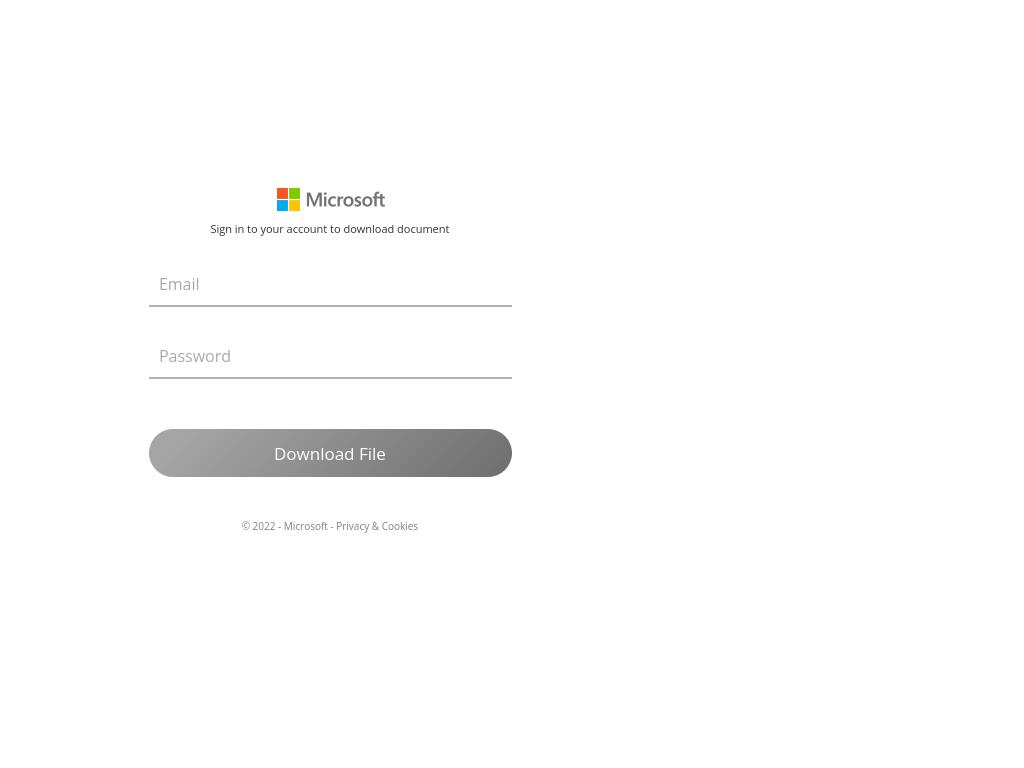 Microsoft
Sign in to your account to download document
Email
Password
Download File
© 2022 - Microsoft - Privacy & Cookies